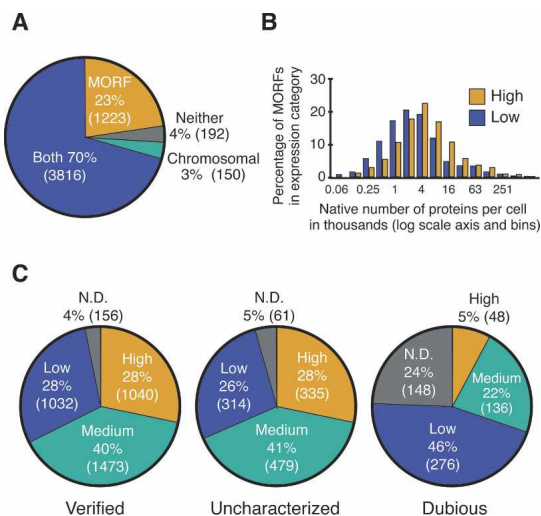 A
MORF
23%
(1223)
Neither
4% (192)
Both 70%
(3816)
Chromosomal
3% (150)
B
Percentage of MORFs
in expression category
30
20
10
0
High
Low
0.06 0.25 1 4 16 63 251
Native number of proteins per cell
in thousands (log scale axis and bins)
C
N.D.
4% (156)
Low
28%
(1032)
High
28%
(1040)
Medium
40%
(1473)
Verified
N.D.
5% (61)
Low
26%
(314)
High
28%
(335)
Medium
41%
(479)
Uncharacterized
High
5% (48)
N.D.
24%
(148)
Medium
22%
(136)
Low
46%
(276)
Dubious